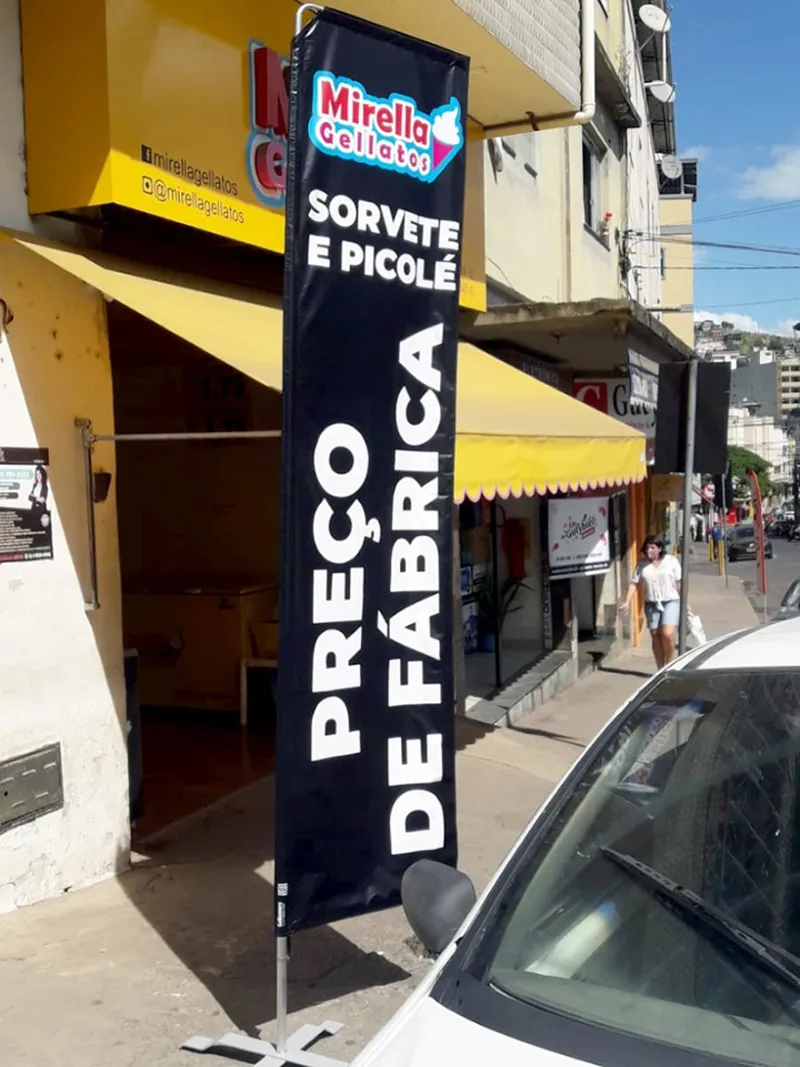 Mirella
Gellatos
SORVETE
E PICOLÉ
PREÇO
DE FÁBRICA
mirellagellatos
@mirellagellatos
M
G